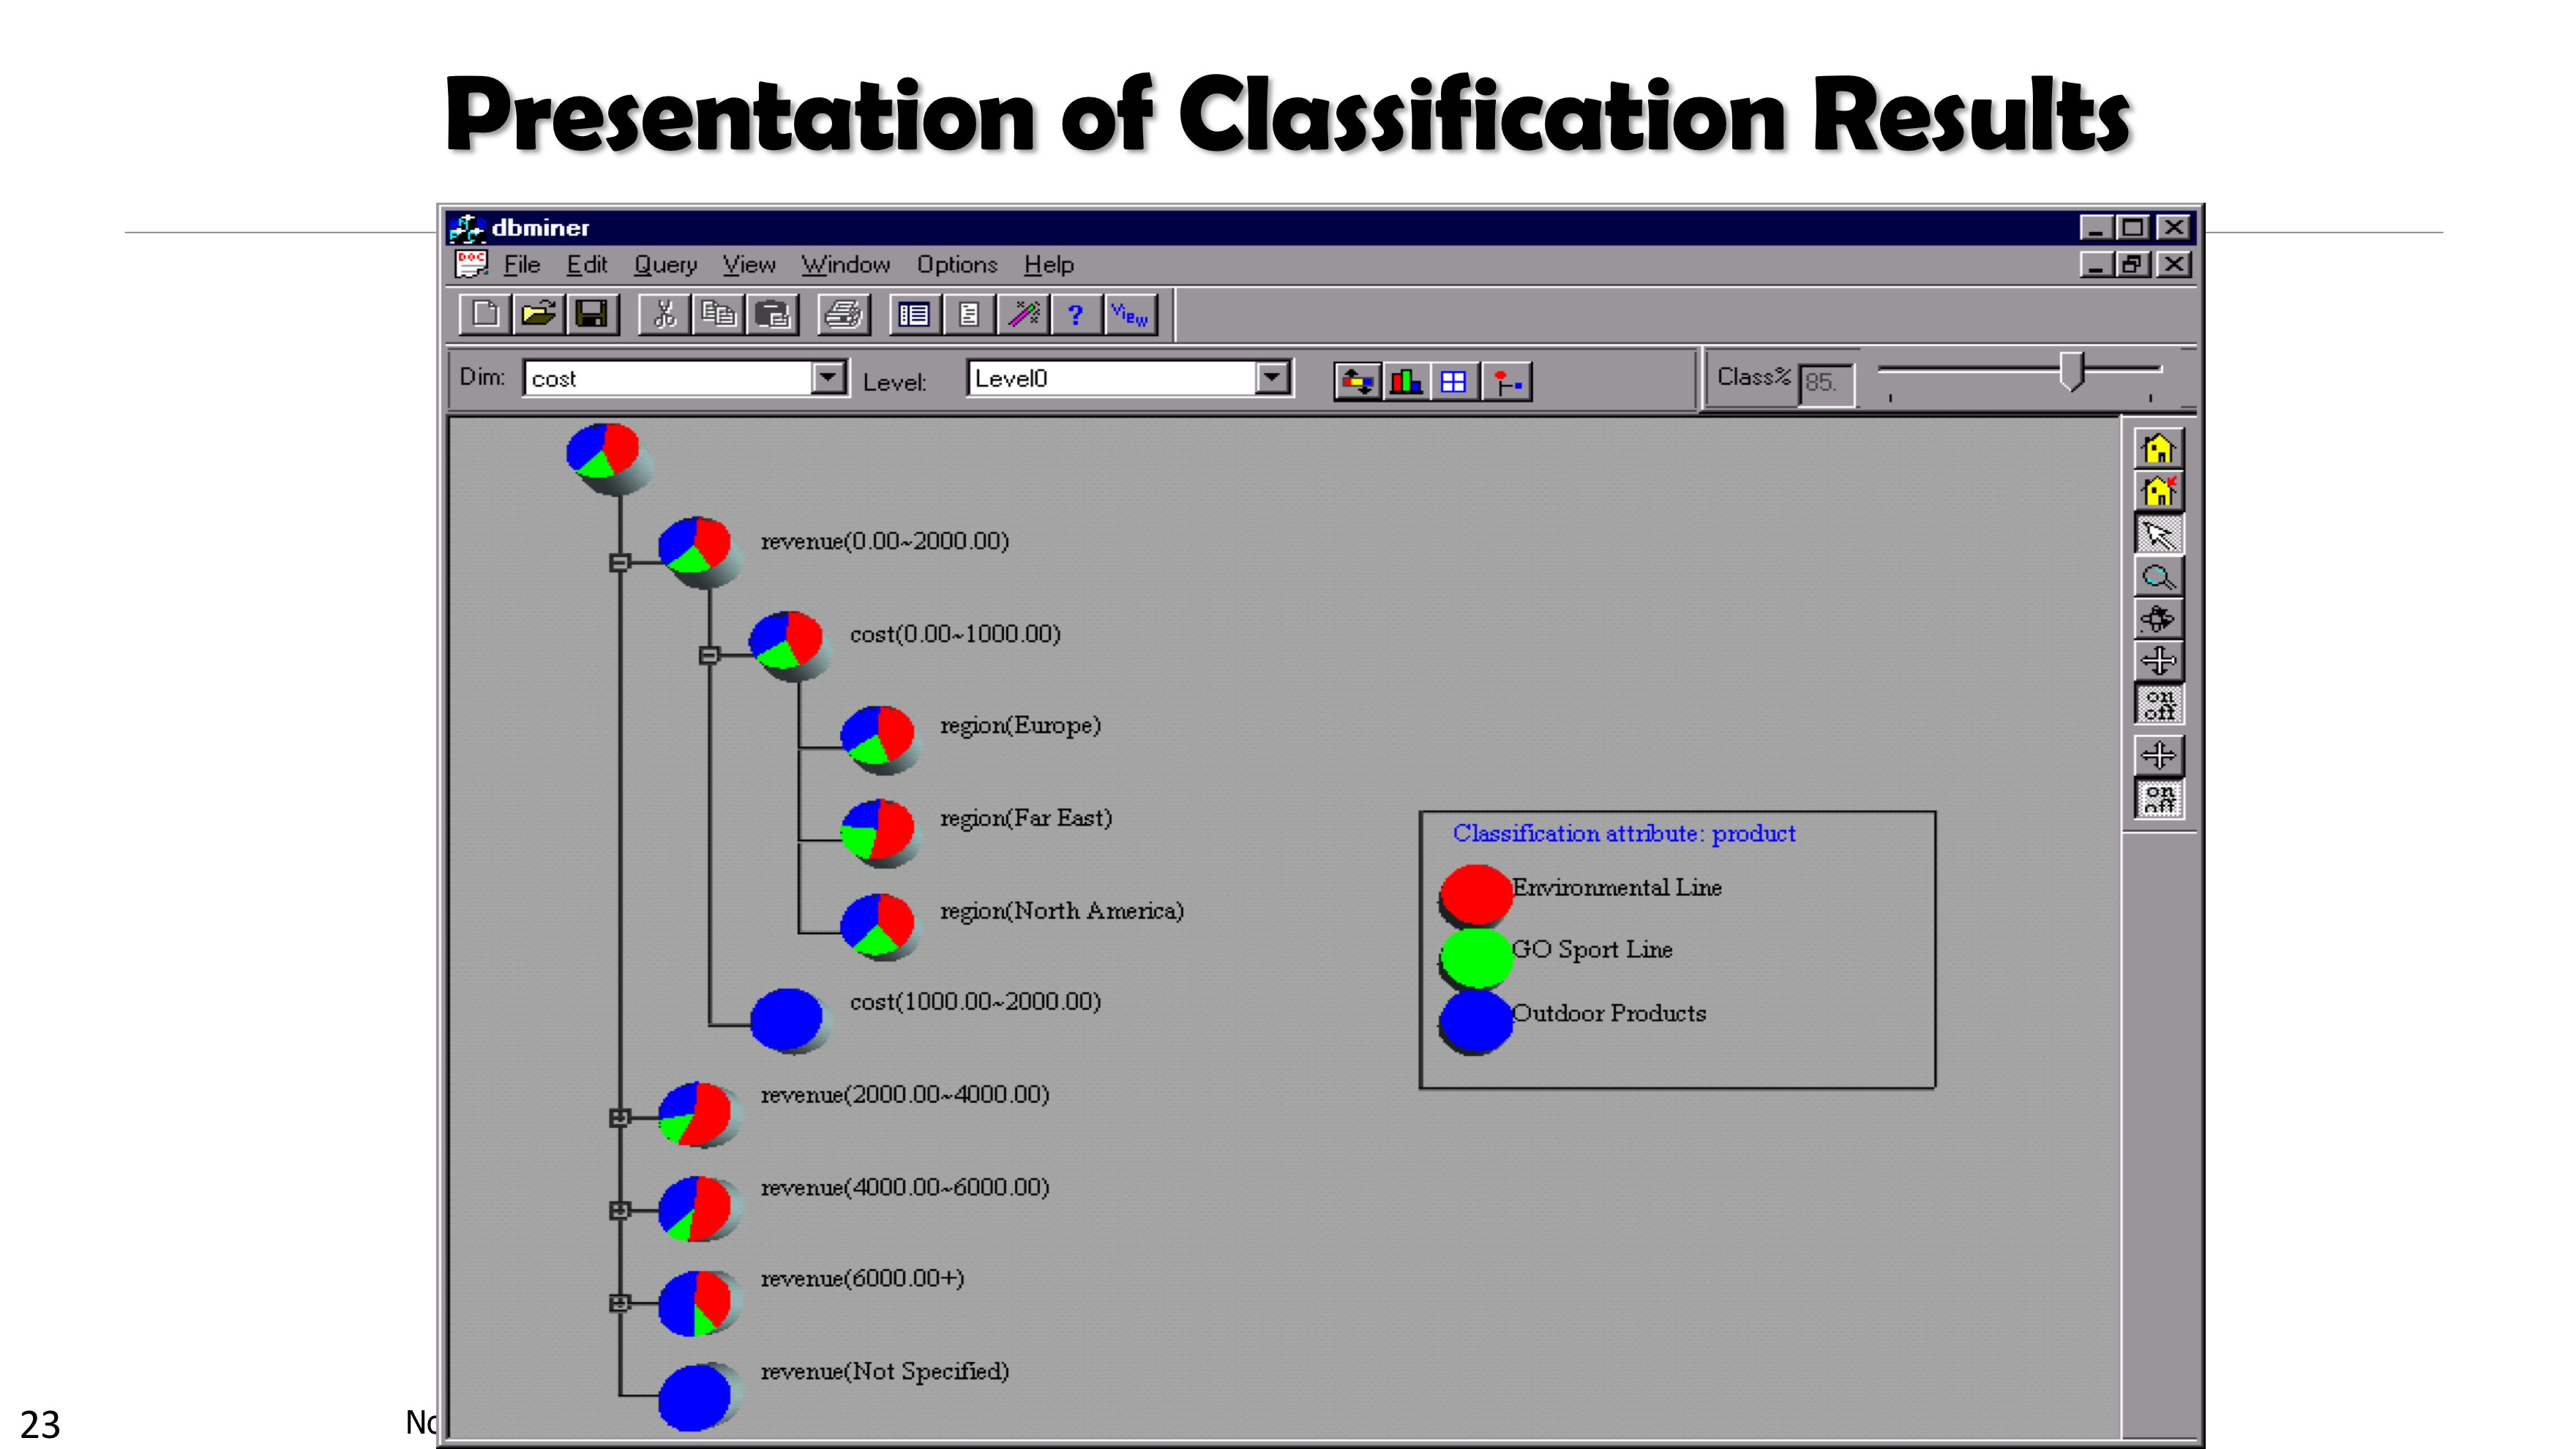 Presentation of Classification Results
dbminer
File Edit Query View Window Options Help
? View
Dim: cost Level: Level0 Class% 85.
revenue(0.00~2000.00)
cost(0.00~1000.00)
region(Europe)
region(Far East)
region(North America)
cost(1000.00~2000.00)
revenue(2000.00~4000.00)
revenue(4000.00~6000.00)
revenue(6000.00+)
revenue(Not Specified)
Classification attribute: product
Environmental Line
GO Sport Line
Outdoor Products
on
off
on
off
23